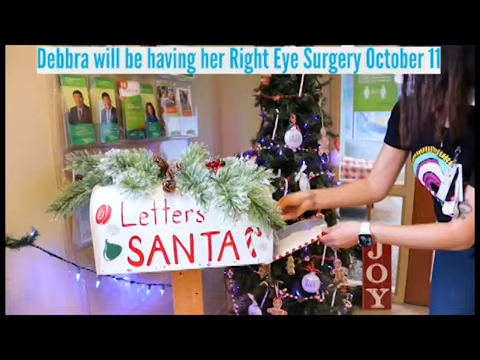 Debbra will be having her Right Eye Surgery October 11
Letters
SANTA
JOY